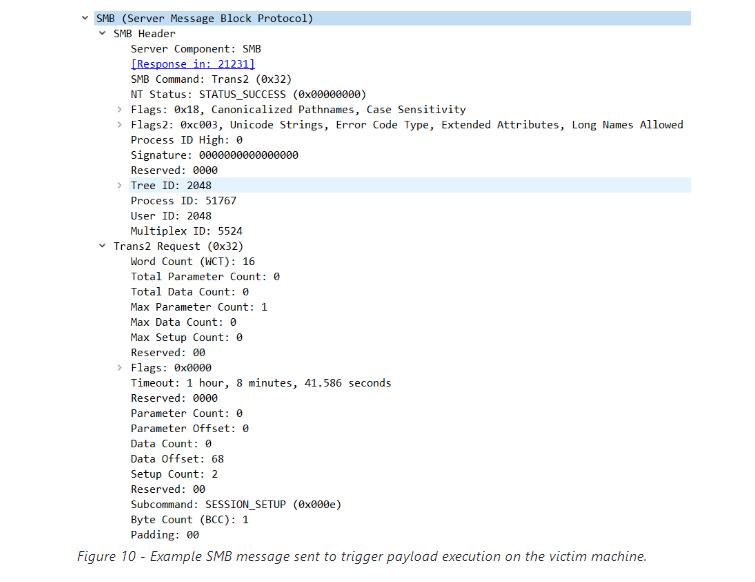 SMB (Server Message Block Protocol)
SMB Header
Server Component: SMB
[Response in: 21231]
SMB Command: Trans2 (0x32)
NT Status: STATUS_SUCCESS (0x00000000)
Flags: 0x18, Canonicalized Pathnames, Case Sensitivity
Flags2: 0xc003, Unicode Strings, Error Code Type, Extended Attributes, Long Names Allowed
Process ID High: 0
Signature: 0000000000000000
Reserved: 0000
Tree ID: 2048
Process ID: 51767
User ID: 2048
Multiplex ID: 5524
Trans2 Request (0x32)
Word Count (WCT): 16
Total Parameter Count: 0
Total Data Count: 0
Max Parameter Count: 1
Max Data Count: 0
Max Setup Count: 0
Reserved: 00
Flags: 0x0000
Timeout: 1 hour, 8 minutes, 41.586 seconds
Reserved: 0000
Parameter Count: 0
Parameter Offset: 0
Data Count: 0
Data Offset: 68
Setup Count: 2
Reserved: 00
Subcommand: SESSION_SETUP (0x000e)
Byte Count (BCC): 1
Padding: 00
Figure 10 - Example SMB message sent to trigger payload execution on the victim machine.